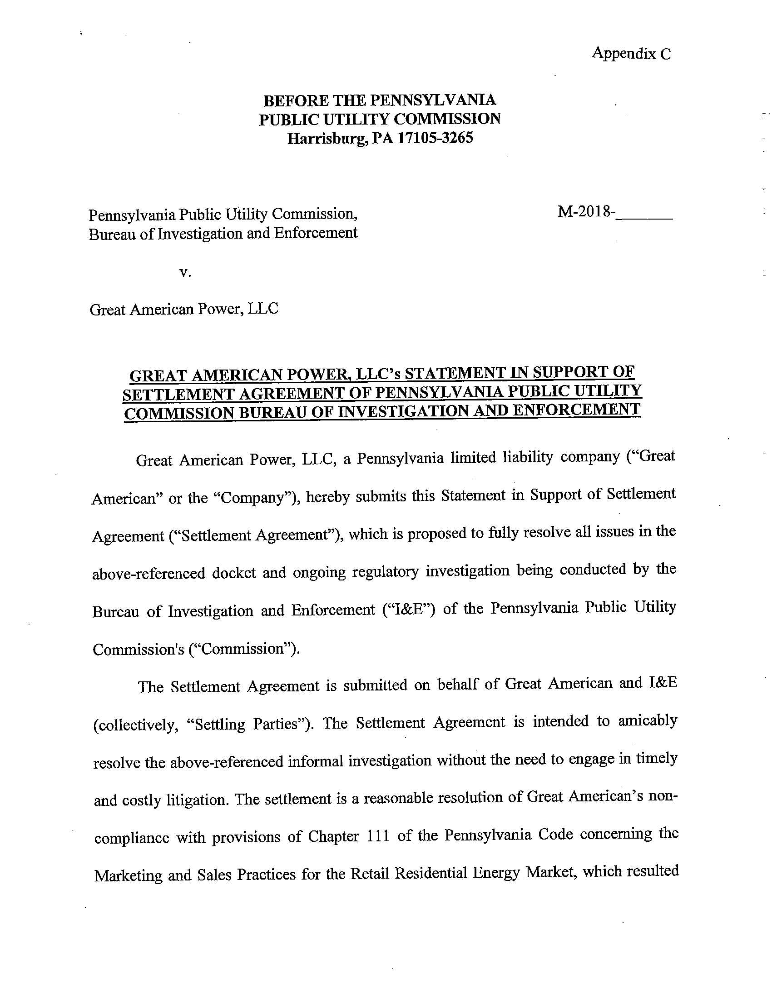 Appendix C
BEFORE THE PENNSYLVANIA
PUBLIC UTILITY COMMISSION
Harrisburg, PA 17105-3265
Pennsylvania Public Utility Commission,
Bureau of Investigation and Enforcement
M-2018-_______
v.
Great American Power, LLC
GREAT AMERICAN POWER, LLC’s STATEMENT IN SUPPORT OF
SETTLEMENT AGREEMENT OF PENNSYLVANIA PUBLIC UTILITY
COMMISSION BUREAU OF INVESTIGATION AND ENFORCEMENT
Great American Power, LLC, a Pennsylvania limited liability company (“Great
American” or the “Company”), hereby submits this Statement in Support of Settlement
Agreement (“Settlement Agreement”), which is proposed to fully resolve all issues in the
above-referenced docket and ongoing regulatory investigation being conducted by the
Bureau of Investigation and Enforcement (“I&E”) of the Pennsylvania Public Utility
Commission's (“Commission”).
The Settlement Agreement is submitted on behalf of Great American and I&E
(collectively, “Settling Parties”). The Settlement Agreement is intended to amicably
resolve the above-referenced informal investigation without the need to engage in timely
and costly litigation. The settlement is a reasonable resolution of Great American’s non-
compliance with provisions of Chapter 111 of the Pennsylvania Code concerning the
Marketing and Sales Practices for the Retail Residential Energy Market, which resulted